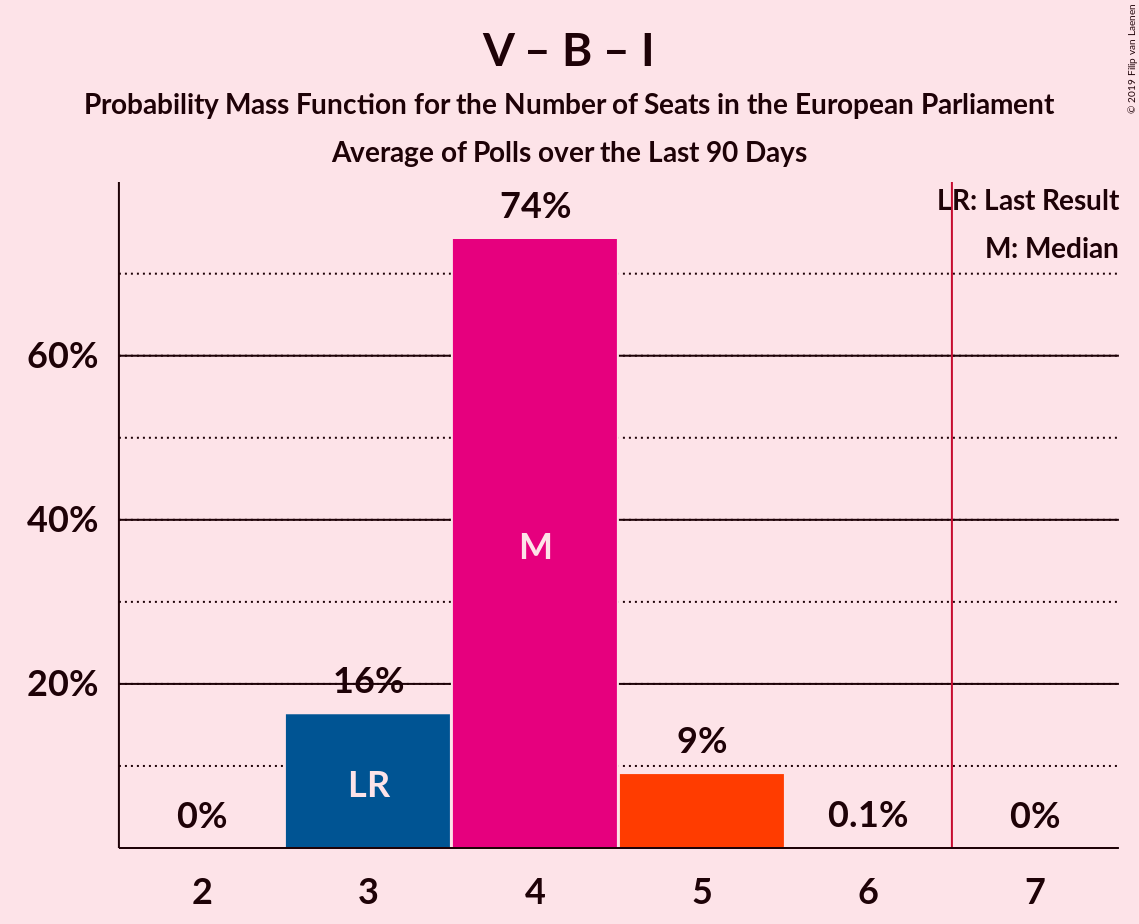 V – B – I
Probability Mass Function for the Number of Seats in the European Parliament
Average of Polls over the Last 90 Days
© 2019 Filip van Laenen
LR: Last Result
M: Median
74%
60%
40%
20%
16%
9%
0%
0.1%
0%
M
LR
2 3 4 5 6 7